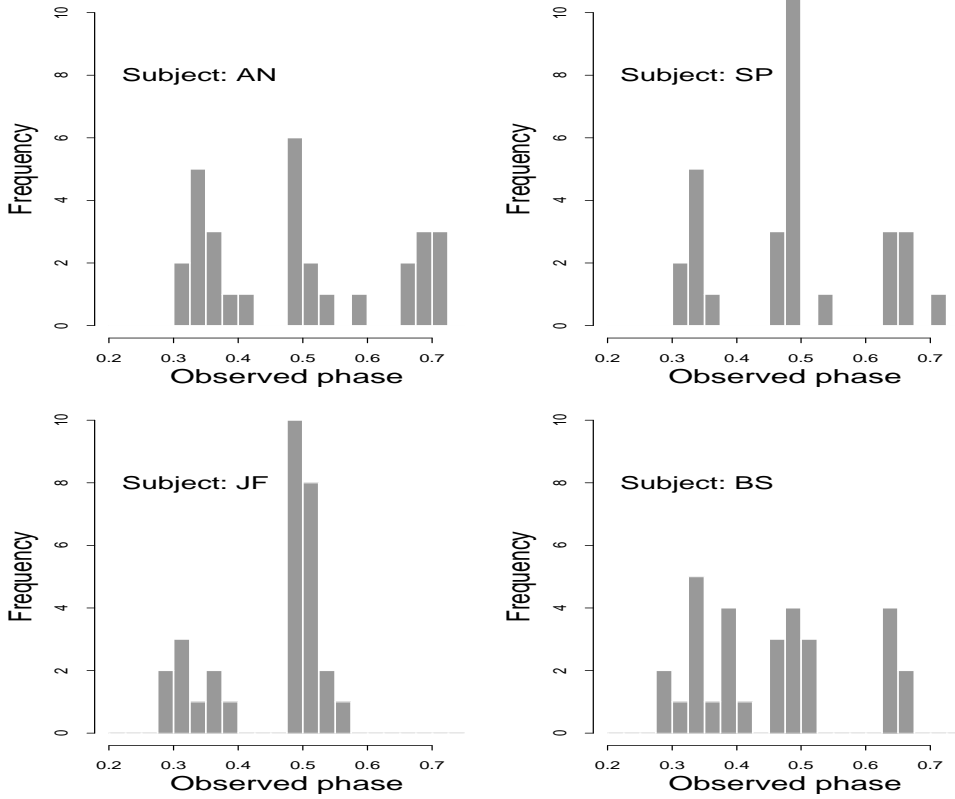 Subject: AN
Frequency
0 2 4 6 8 10
0.2 0.3 0.4 0.5 0.6 0.7
Observed phase
Subject: SP
Frequency
0 2 4 6 8 10
0.2 0.3 0.4 0.5 0.6 0.7
Observed phase
Subject: JF
Frequency
0 2 4 6 8 10
0.2 0.3 0.4 0.5 0.6 0.7
Observed phase
Subject: BS
Frequency
0 2 4 6 8 10
0.2 0.3 0.4 0.5 0.6 0.7
Observed phase